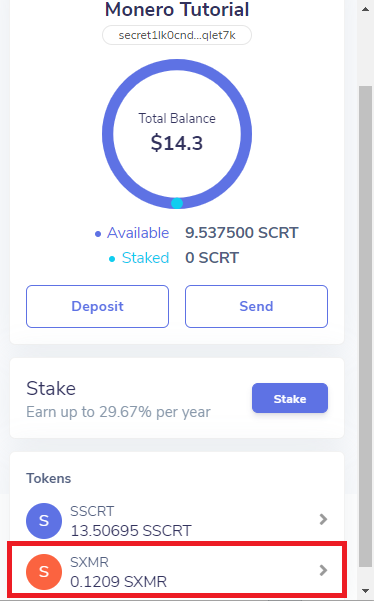 Monero Tutorial
secret1lk0cnd...qlet7k
Total Balance
$14.3
Available 9.537500 SCRT
Staked 0 SCRT
Deposit Send
Stake
Earn up to 29.67% per year
Stake
Tokens
S
SSCRT
13.50695 SSCRT
S
SXMR
0.1209 SXMR